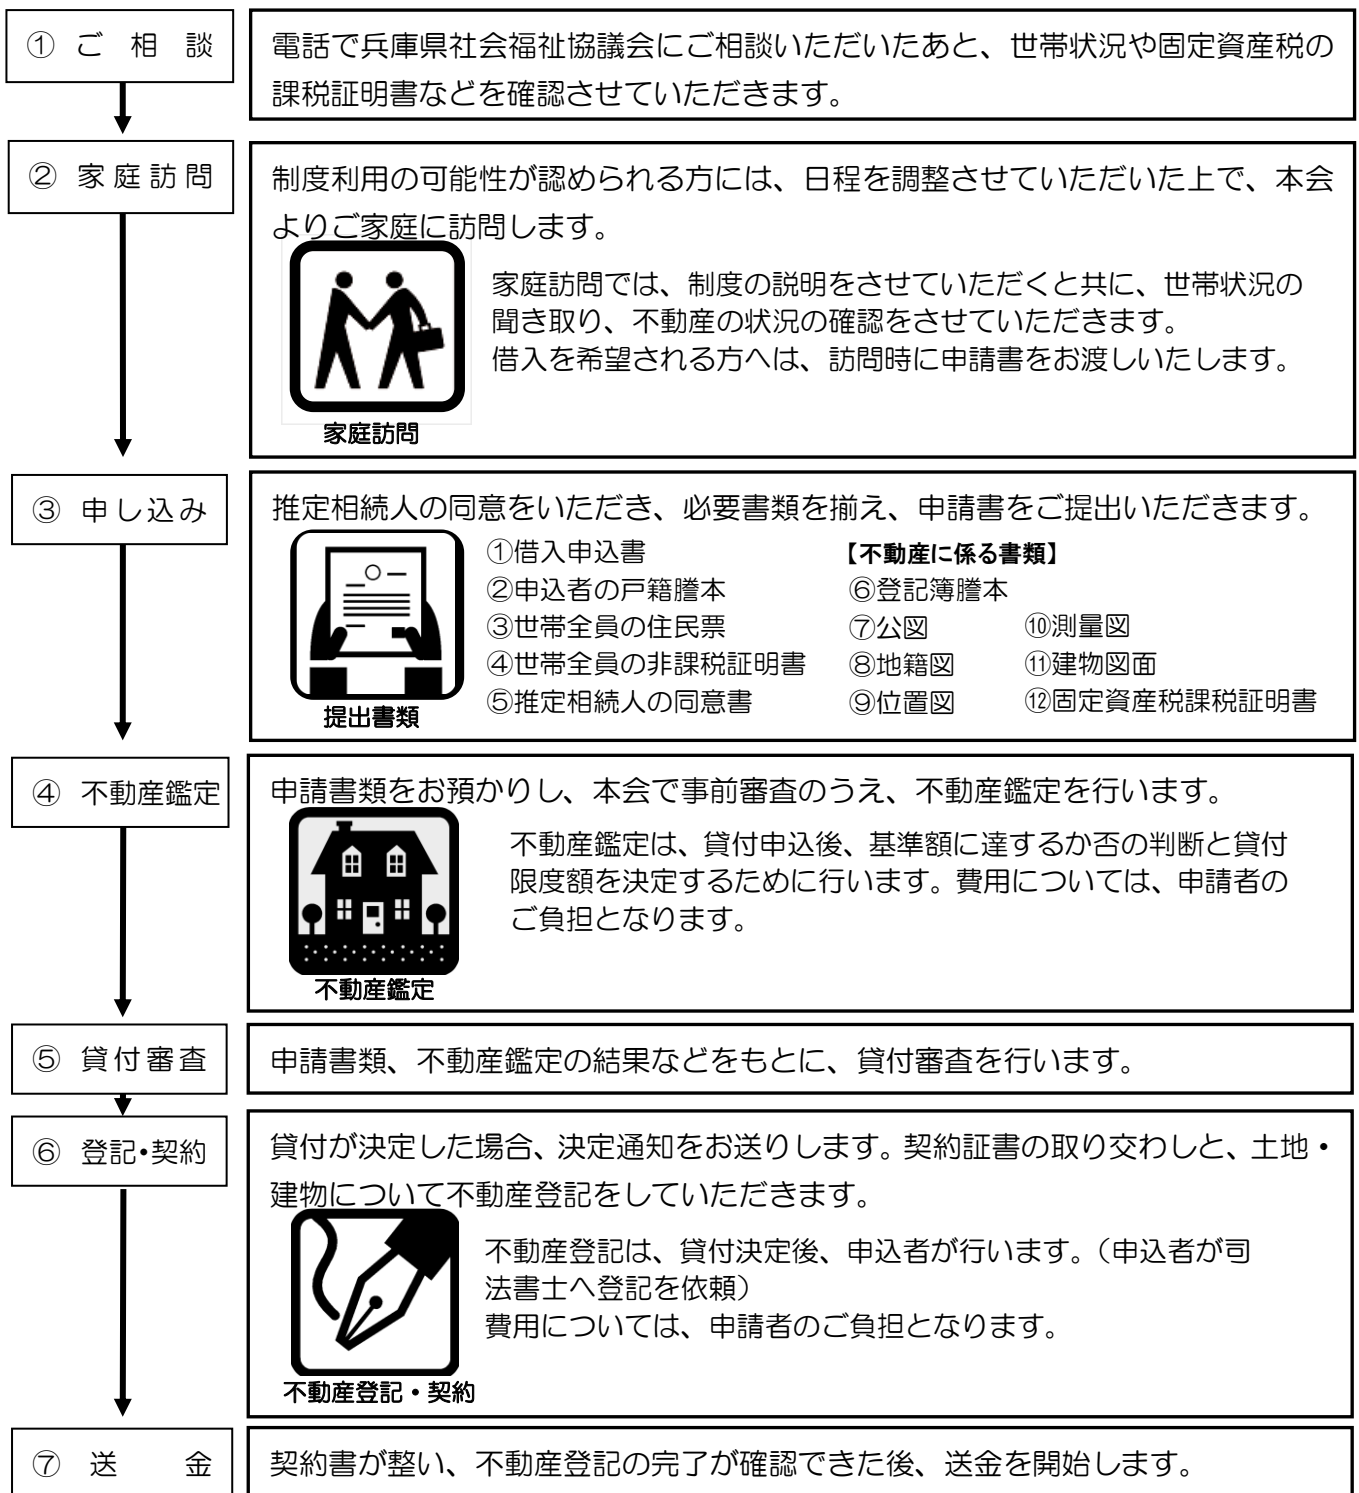 ① ご 相 談
電話で兵庫県社会福祉協議会にご相談いただいたあと、世帯状況や固定資産税の
課税証明書などを確認させていただきます。
② 家庭訪問
制度利用の可能性が認められる方には、日程を調整させていただいた上で、本会
よりご家庭に訪問します。
家庭訪問では、制度の説明をさせていただくと共に、世帯状況の
聞き取り、不動産の状況の確認をさせていただきます。
借入を希望される方へは、訪問時に申請書をお渡しいたします。
家庭訪問
③ 申し込み
推定相続人の同意をいただき、必要書類を揃え、申請書をご提出いただきます。
①借入申込書
②申込者の戸籍謄本
③世帯全員の住民票
④世帯全員の非課税証明書
⑤推定相続人の同意書
【不動産に係る書類】
⑥登記簿謄本
⑦公図
⑧地籍図
⑨位置図
⑩測量図
⑪建物図面
⑫固定資産税課税証明書
提出書類
④ 不動産鑑定
申請書類をお預かりし、本会で事前審査のうえ、不動産鑑定を行います。
不動産鑑定は、貸付申込後、基準額に達するか否の判断と貸付
限度額を決定するために行います。費用については、申請者の
ご負担となります。
不動産鑑定
⑤ 貸付審査
申請書類、不動産鑑定の結果などをもとに、貸付審査を行います。
⑥ 登記・契約
貸付が決定した場合、決定通知をお送りします。契約証書の取り交わしと、土地・
建物について不動産登記をしていただきます。
不動産登記は、貸付決定後、申込者が行います。（申込者が司
法書士へ登記を依頼）
費用については、申請者のご負担となります。
不動産登記・契約
⑦ 送 金
契約書が整い、不動産登記の完了が確認できた後、送金を開始します。